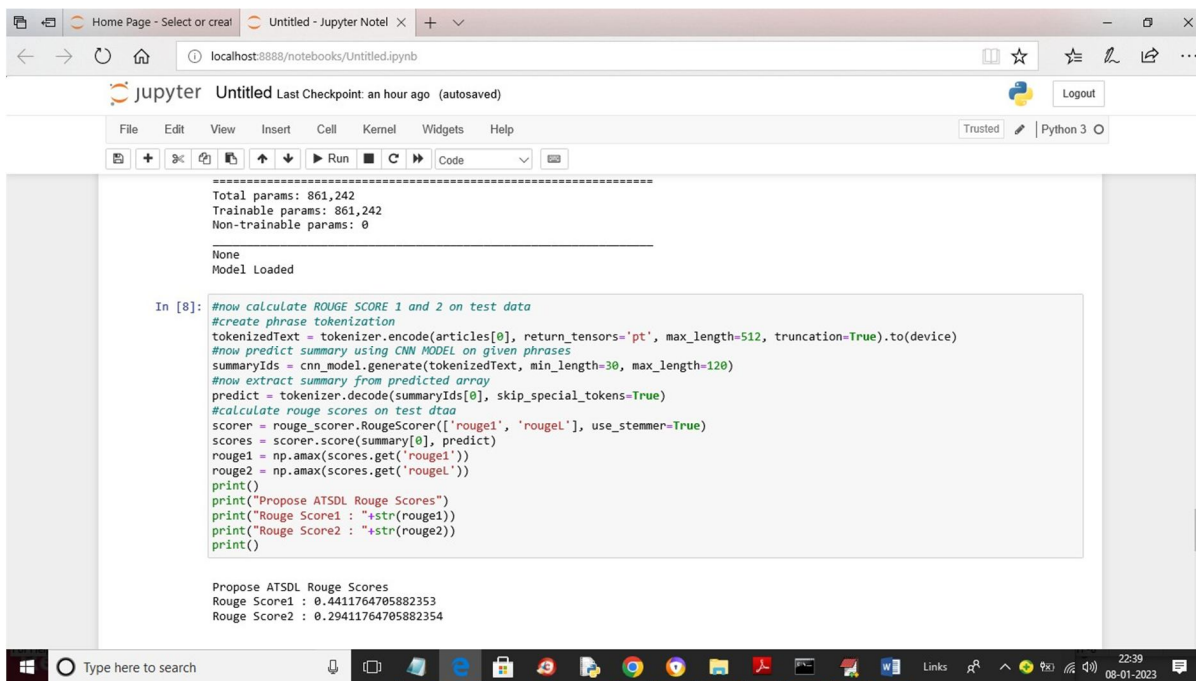 Home Page - Select or creat
Untitled - Jupyter Notel
localhost:8888/notebooks/Untitled.ipynb
jupyter Untitled Last Checkpoint: an hour ago (autosaved)
Logout
File Edit View Insert Cell Kernel Widgets Help
Trusted Python 3
Run Code
=================================================================
Total params: 861,242
Trainable params: 861,242
Non-trainable params: 0
_________________________________________________________________
None
Model Loaded
In [8]: #now calculate ROUGE SCORE 1 and 2 on test data
#create phrase tokenization
tokenizedText = tokenizer.encode(articles[0], return_tensors='pt', max_length=512, truncation=True).to(device)
#now predict summary using CNN MODEL on given phrases
summaryIds = cnn_model.generate(tokenizedText, min_length=30, max_length=120)
#now extract summary from predicted array
predict = tokenizer.decode(summaryIds[0], skip_special_tokens=True)
#calculate rouge scores on test dtaa
scorer = rouge_scorer.RougeScorer(['rouge1', 'rougeL'], use_stemmer=True)
scores = scorer.score(summary[0], predict)
rouge1 = np.amax(scores.get('rouge1'))
rouge2 = np.amax(scores.get('rougeL'))
print()
print("Propose ATSDL Rouge Scores")
print("Rouge Score1 : "+str(rouge1))
print("Rouge Score2 : "+str(rouge2))
print()
Propose ATSDL Rouge Scores
Rouge Score1 : 0.4411764705882353
Rouge Score2 : 0.29411764705882354
Type here to search
Links
22:39
08-01-2023